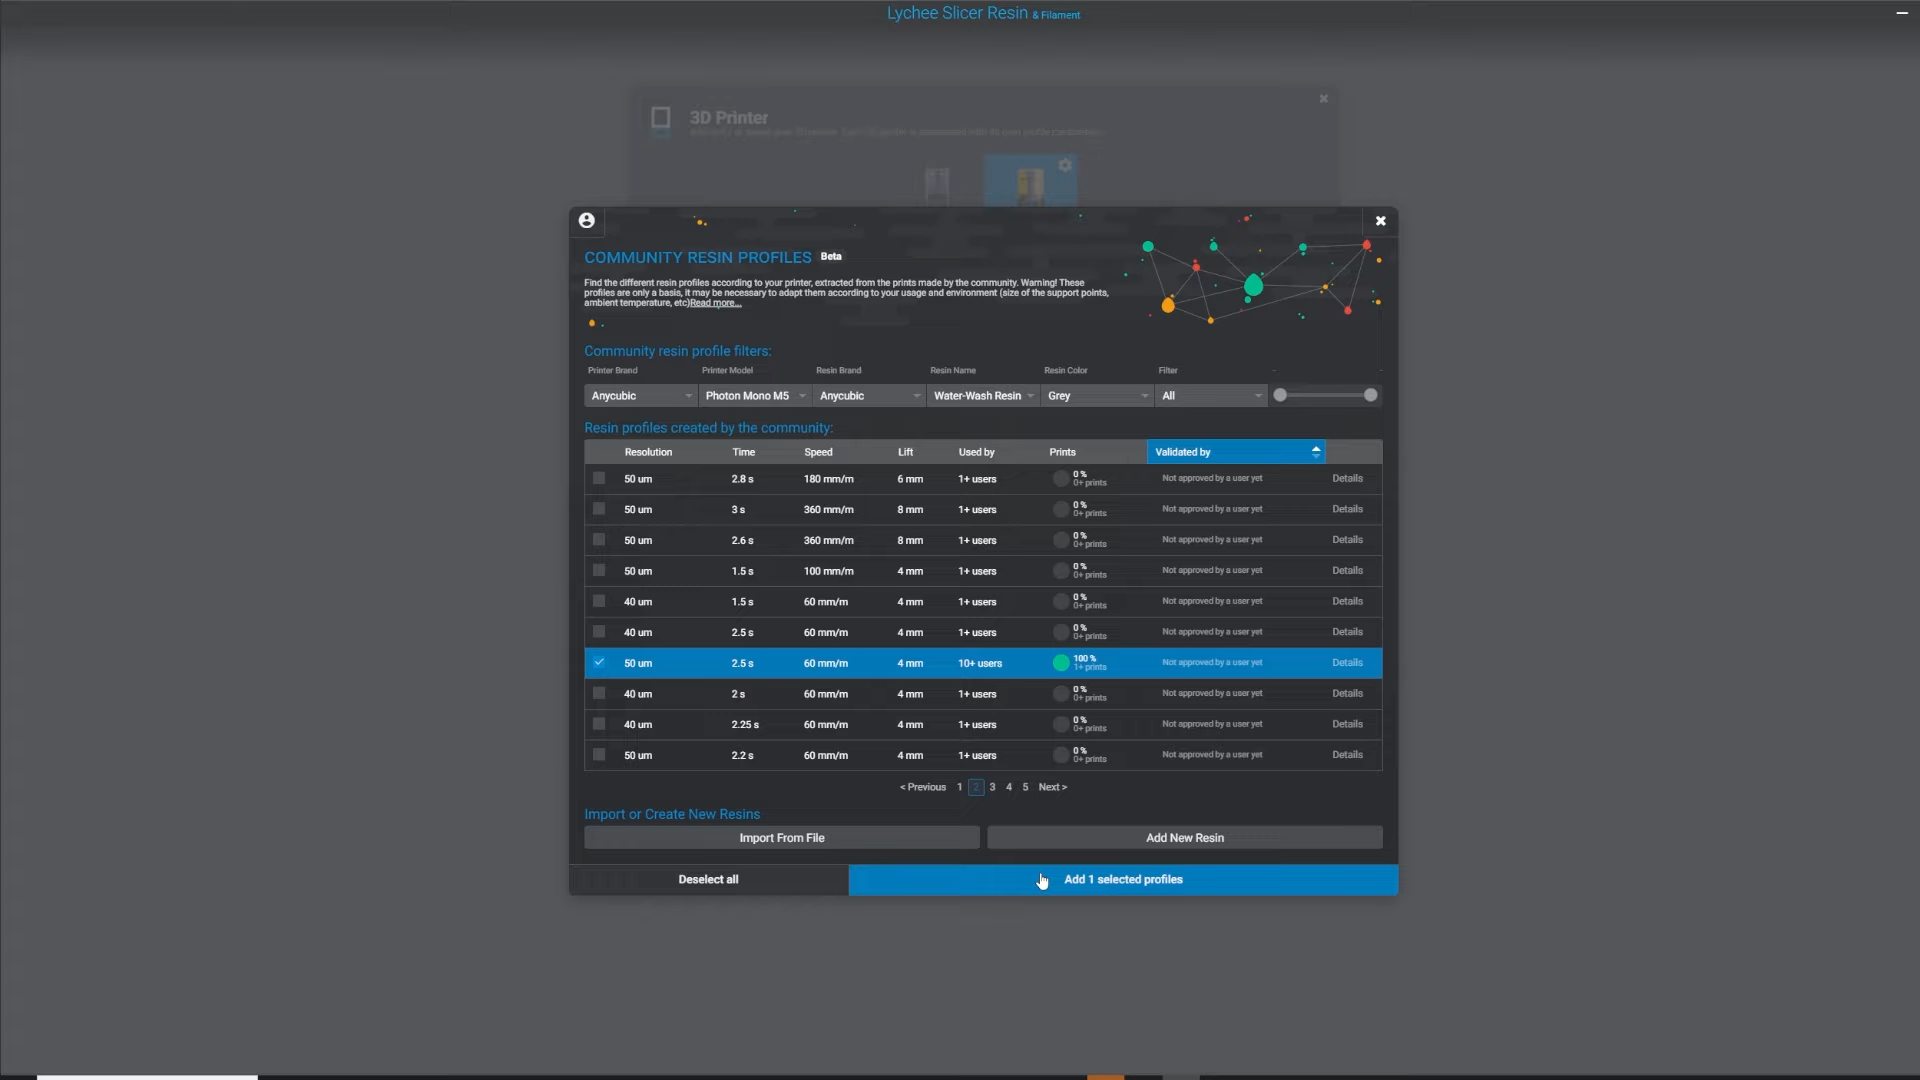 Lychee Slicer Resin & Filament
3D Printer
COMMUNITY RESIN PROFILES Beta
Find the different resin profiles according to your printer, extracted from the prints made by the community. Warning! These
profiles are only a basis, it may be necessary to adapt them according to your usage and environment (size of the support points,
ambient temperature, etc)Read more...
Community resin profile filters:
Printer Brand Printer Model Resin Brand Resin Name Resin Color Filter -
Anycubic Photon Mono M5 Anycubic Water-Wash Resin Grey All
Resin profiles created by the community:
Resolution Time Speed Lift Used by Prints Validated by
50 um 2.8 s 180 mm/m 6 mm 1+ users 0 % 0+ prints Not approved by a user yet Details
50 um 3 s 360 mm/m 8 mm 1+ users 0 % 0+ prints Not approved by a user yet Details
50 um 2.6 s 360 mm/m 8 mm 1+ users 0 % 0+ prints Not approved by a user yet Details
50 um 1.5 s 100 mm/m 4 mm 1+ users 0 % 0+ prints Not approved by a user yet Details
40 um 1.5 s 60 mm/m 4 mm 1+ users 0 % 0+ prints Not approved by a user yet Details
40 um 2.5 s 60 mm/m 4 mm 1+ users 0 % 0+ prints Not approved by a user yet Details
50 um 2.5 s 60 mm/m 4 mm 10+ users 100 % 1+ prints Not approved by a user yet Details
40 um 2 s 60 mm/m 4 mm 1+ users 0 % 0+ prints Not approved by a user yet Details
40 um 2.25 s 60 mm/m 4 mm 1+ users 0 % 0+ prints Not approved by a user yet Details
50 um 2.2 s 60 mm/m 4 mm 1+ users 0 % 0+ prints Not approved by a user yet Details
< Previous 1 2 3 4 5 Next >
Import or Create New Resins
Import From File Add New Resin
Deselect all Add 1 selected profiles